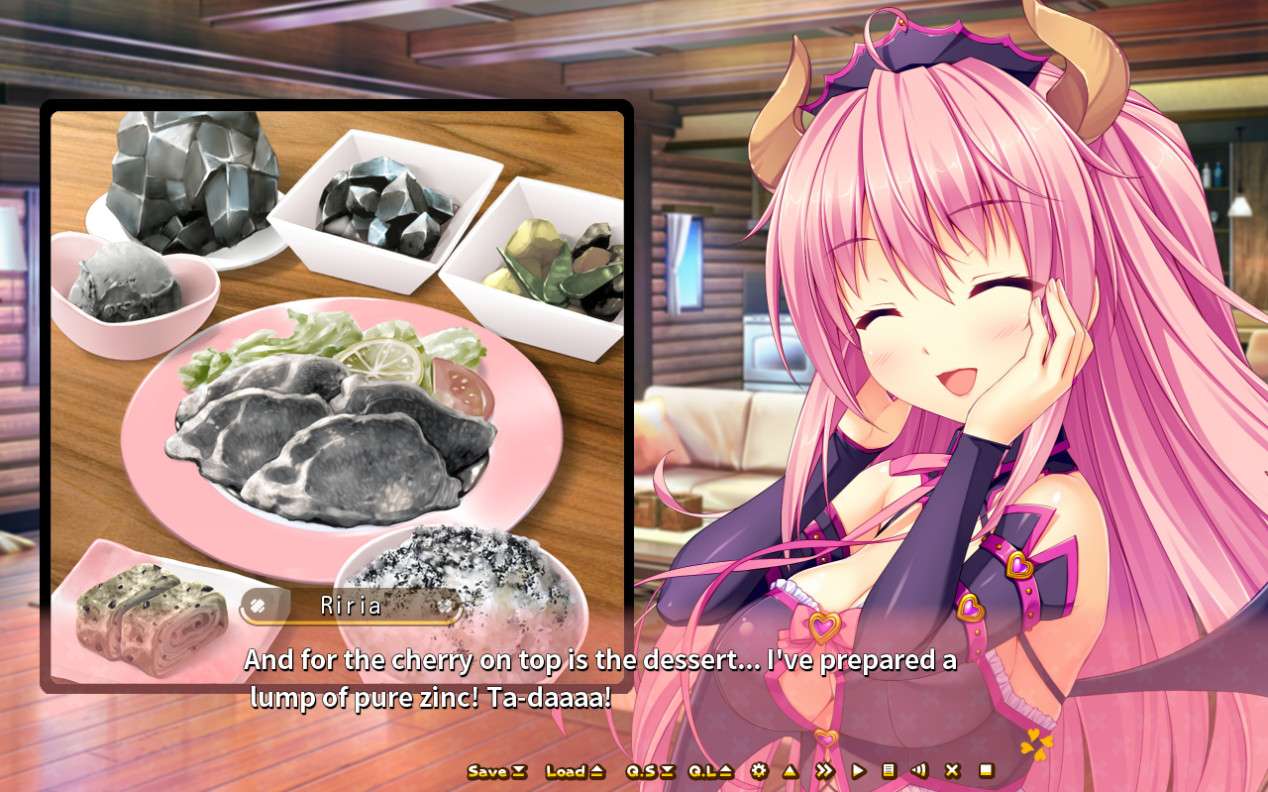 Riria
And for the cherry on top is the dessert... I've prepared a
lump of pure zinc! Ta-daaaa!
Save Load Q.S Q.L